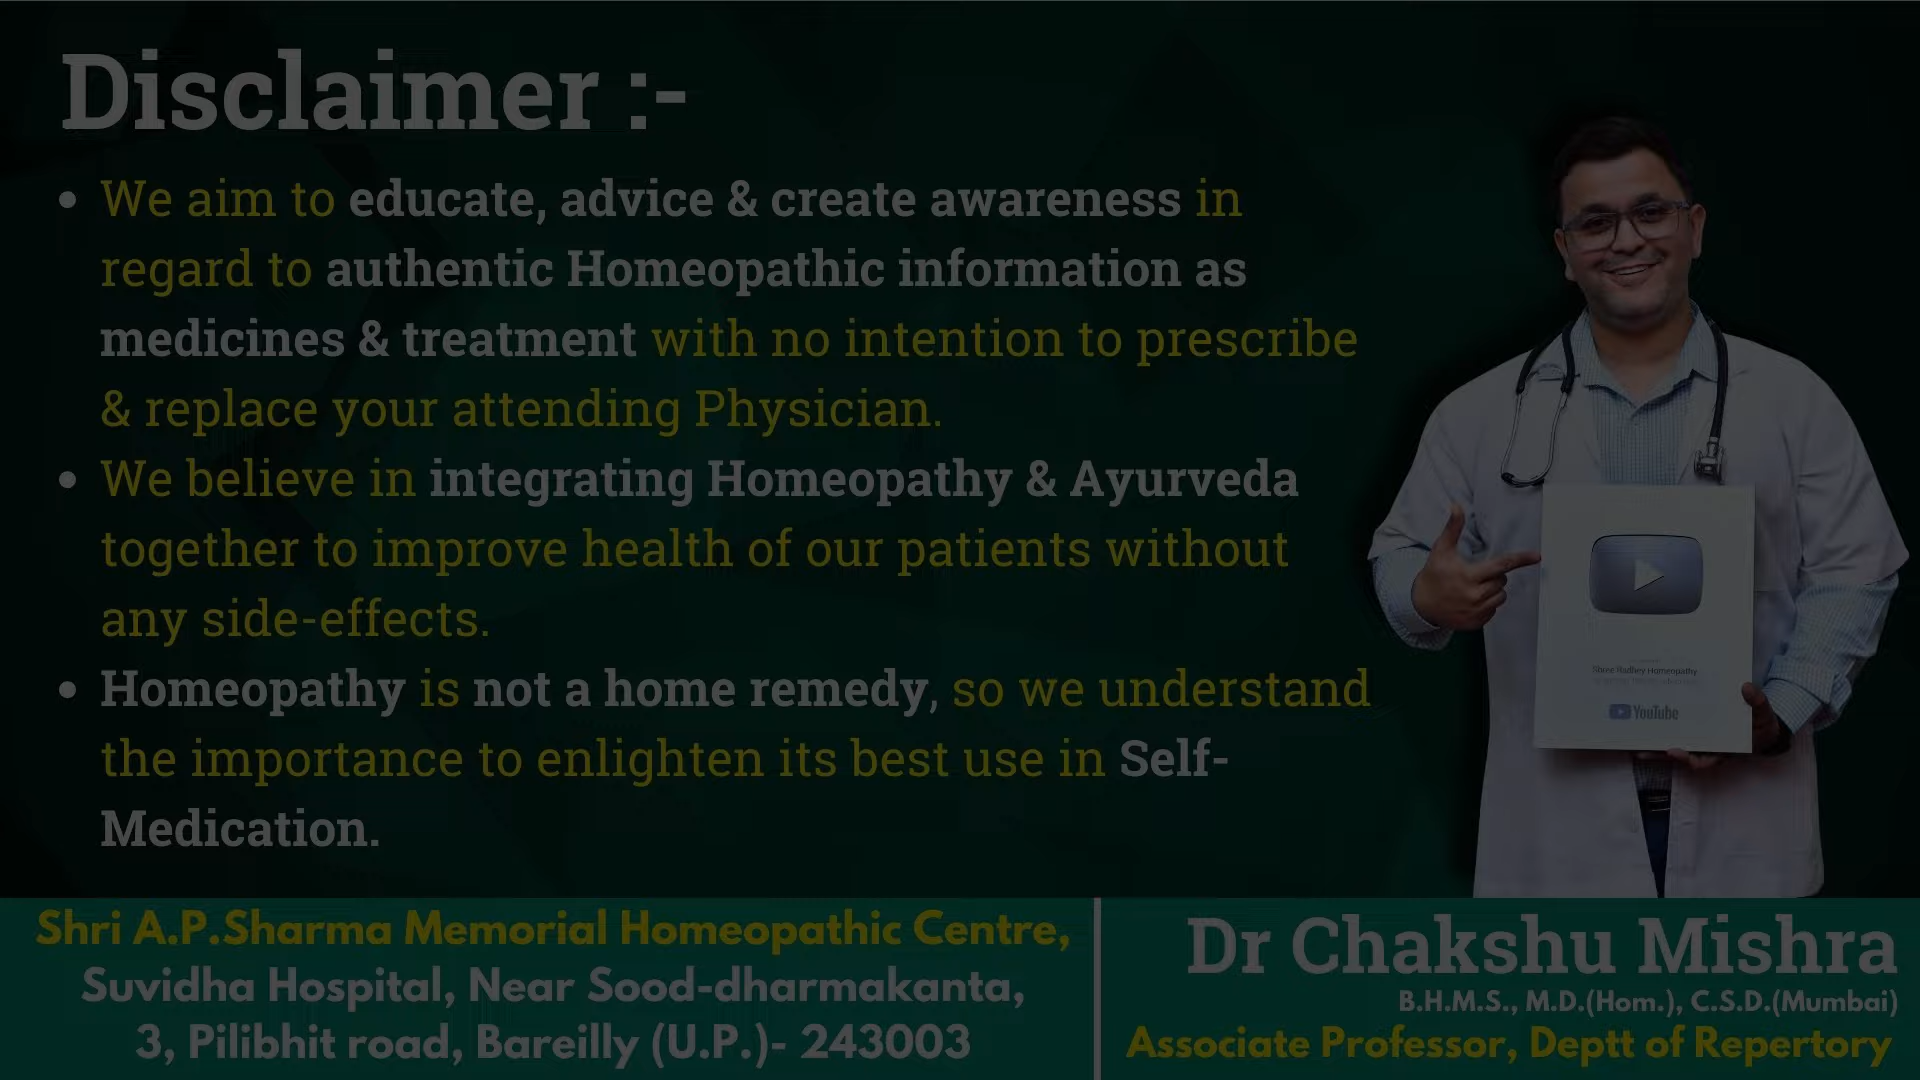 Disclaimer :-
• We aim to educate, advice & create awareness in
regard to authentic Homeopathic information as
medicines & treatment with no intention to prescribe
& replace your attending Physician.
• We believe in integrating Homeopathy & Ayurveda
together to improve health of our patients without
any side-effects.
• Homeopathy is not a home remedy, so we understand
the importance to enlighten its best use in Self-
Medication.
Shree Radhey Homeopathy
YouTube
Shri A.P.Sharma Memorial Homeopathic Centre,
Suvidha Hospital, Near Sood-dharmakanta,
3, Pilibhit road, Bareilly (U.P.)- 243003
Dr Chakshu Mishra
B.H.M.S., M.D.(Hom.), C.S.D.(Mumbai)
Associate Professor, Deptt of Repertory